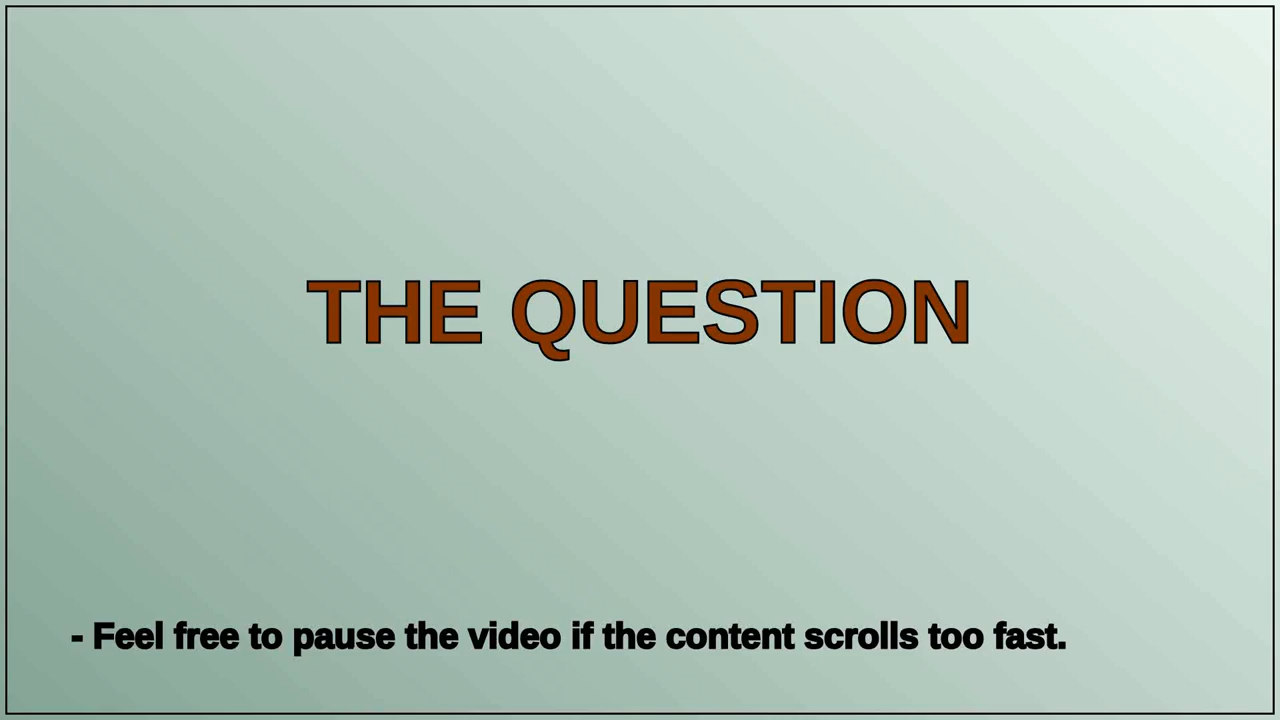 THE QUESTION
- Feel free to pause the video if the content scrolls too fast.